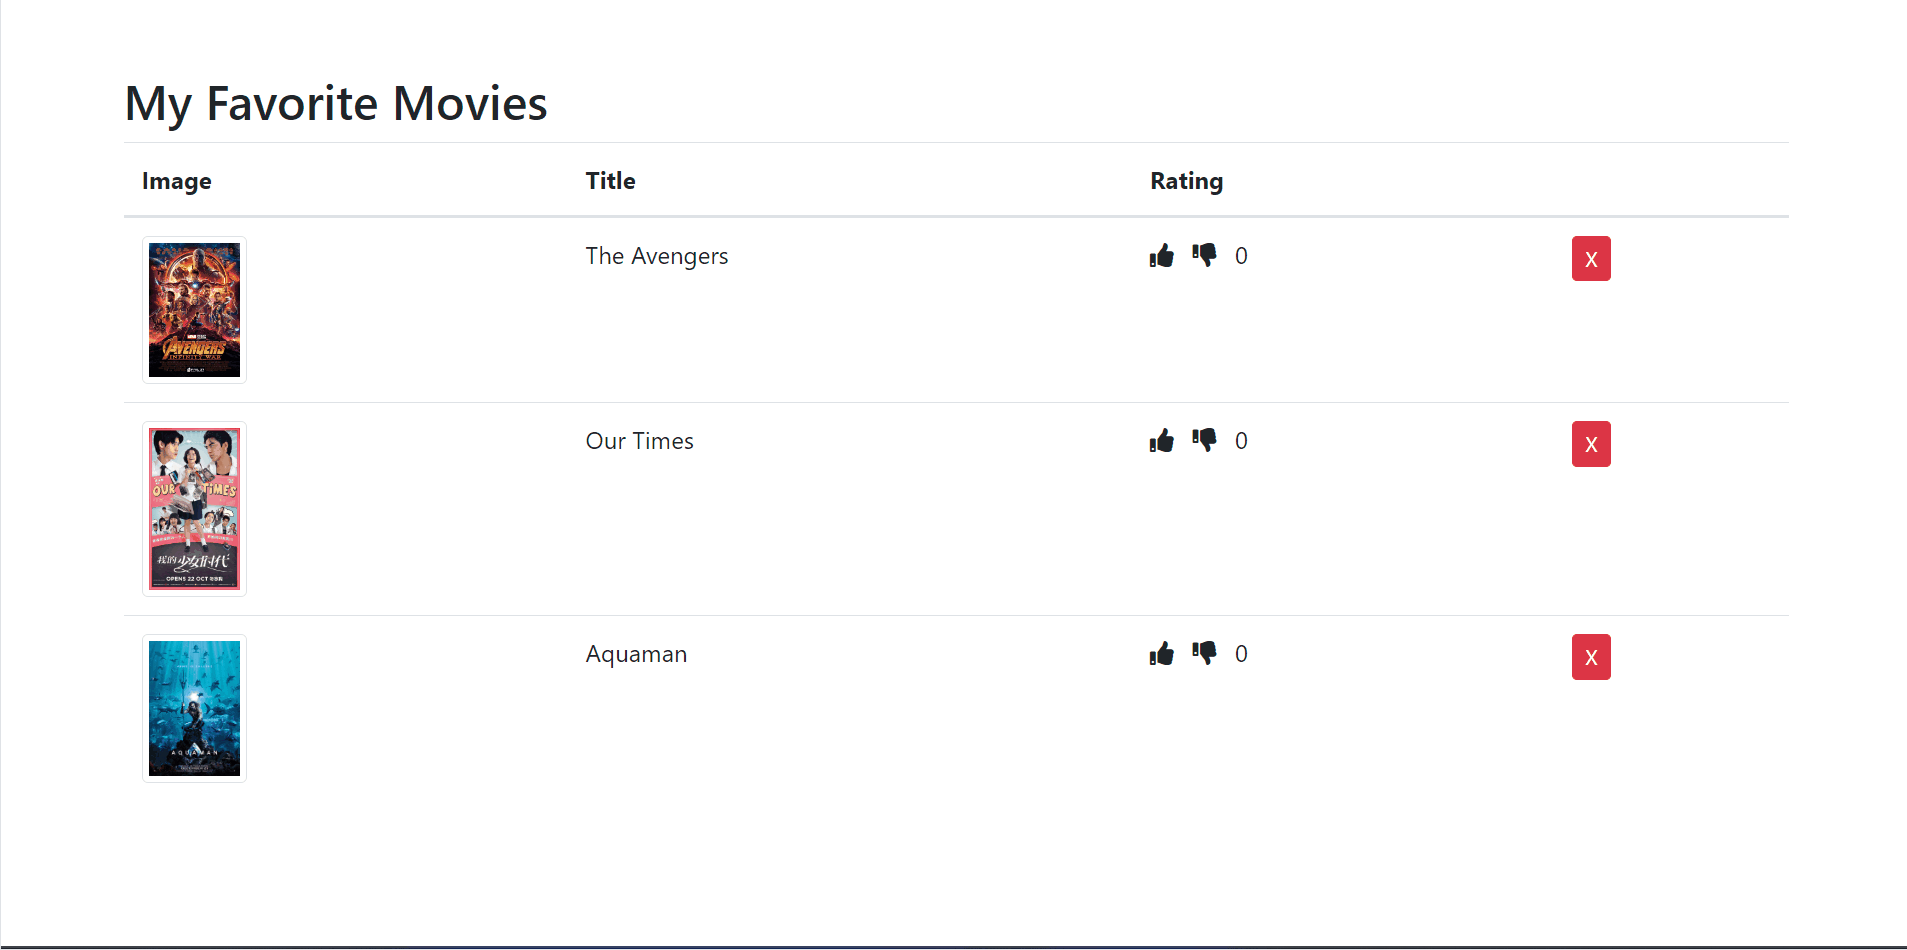 My Favorite Movies
Image Title Rating
The Avengers 0 X
AVENGERS
INFINITY WAR
Our Times 0 X
OUR TIMES
我的少女时代
OPENS 22 OCT
Aquaman 0 X
AQUAMAN